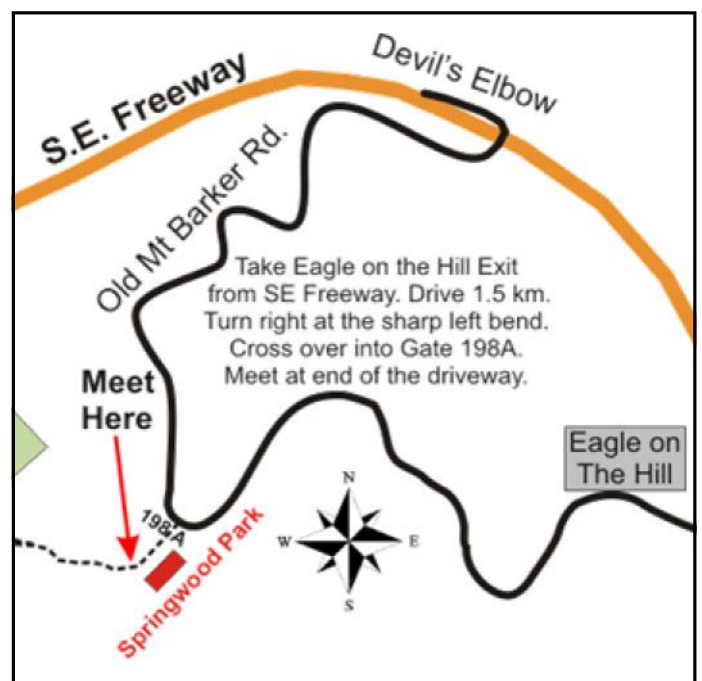 Devil's Elbow
S.E. Freeway
Old Mt Barker Rd.
Take Eagle on the Hill Exit
from SE Freeway. Drive 1.5 km.
Turn right at the sharp left bend.
Cross over into Gate 198A.
Meet at end of the driveway.
Meet
Here
Eagle on
The Hill
198A
Springwood Park
N
W
E
S